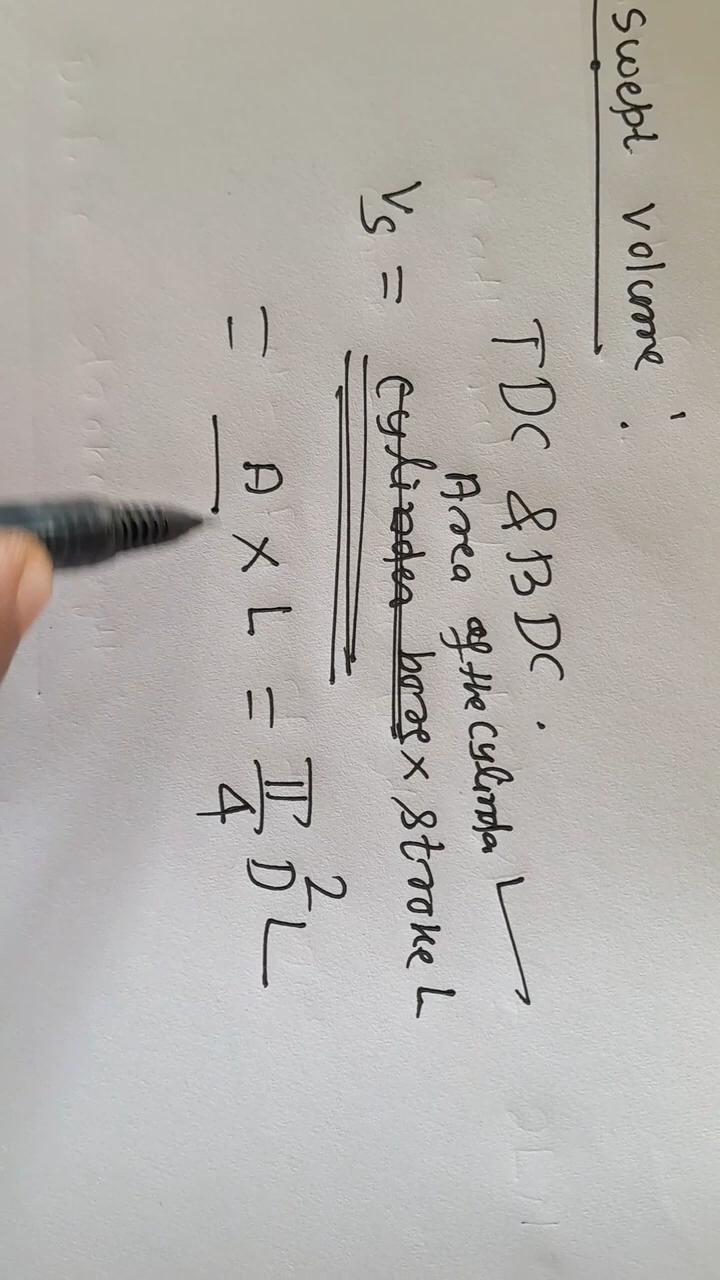 swept volume :
TDC & BDC .
Area of the cylinder
Vs = cylinder bore x stroke L
= A x L = π/4 D² L